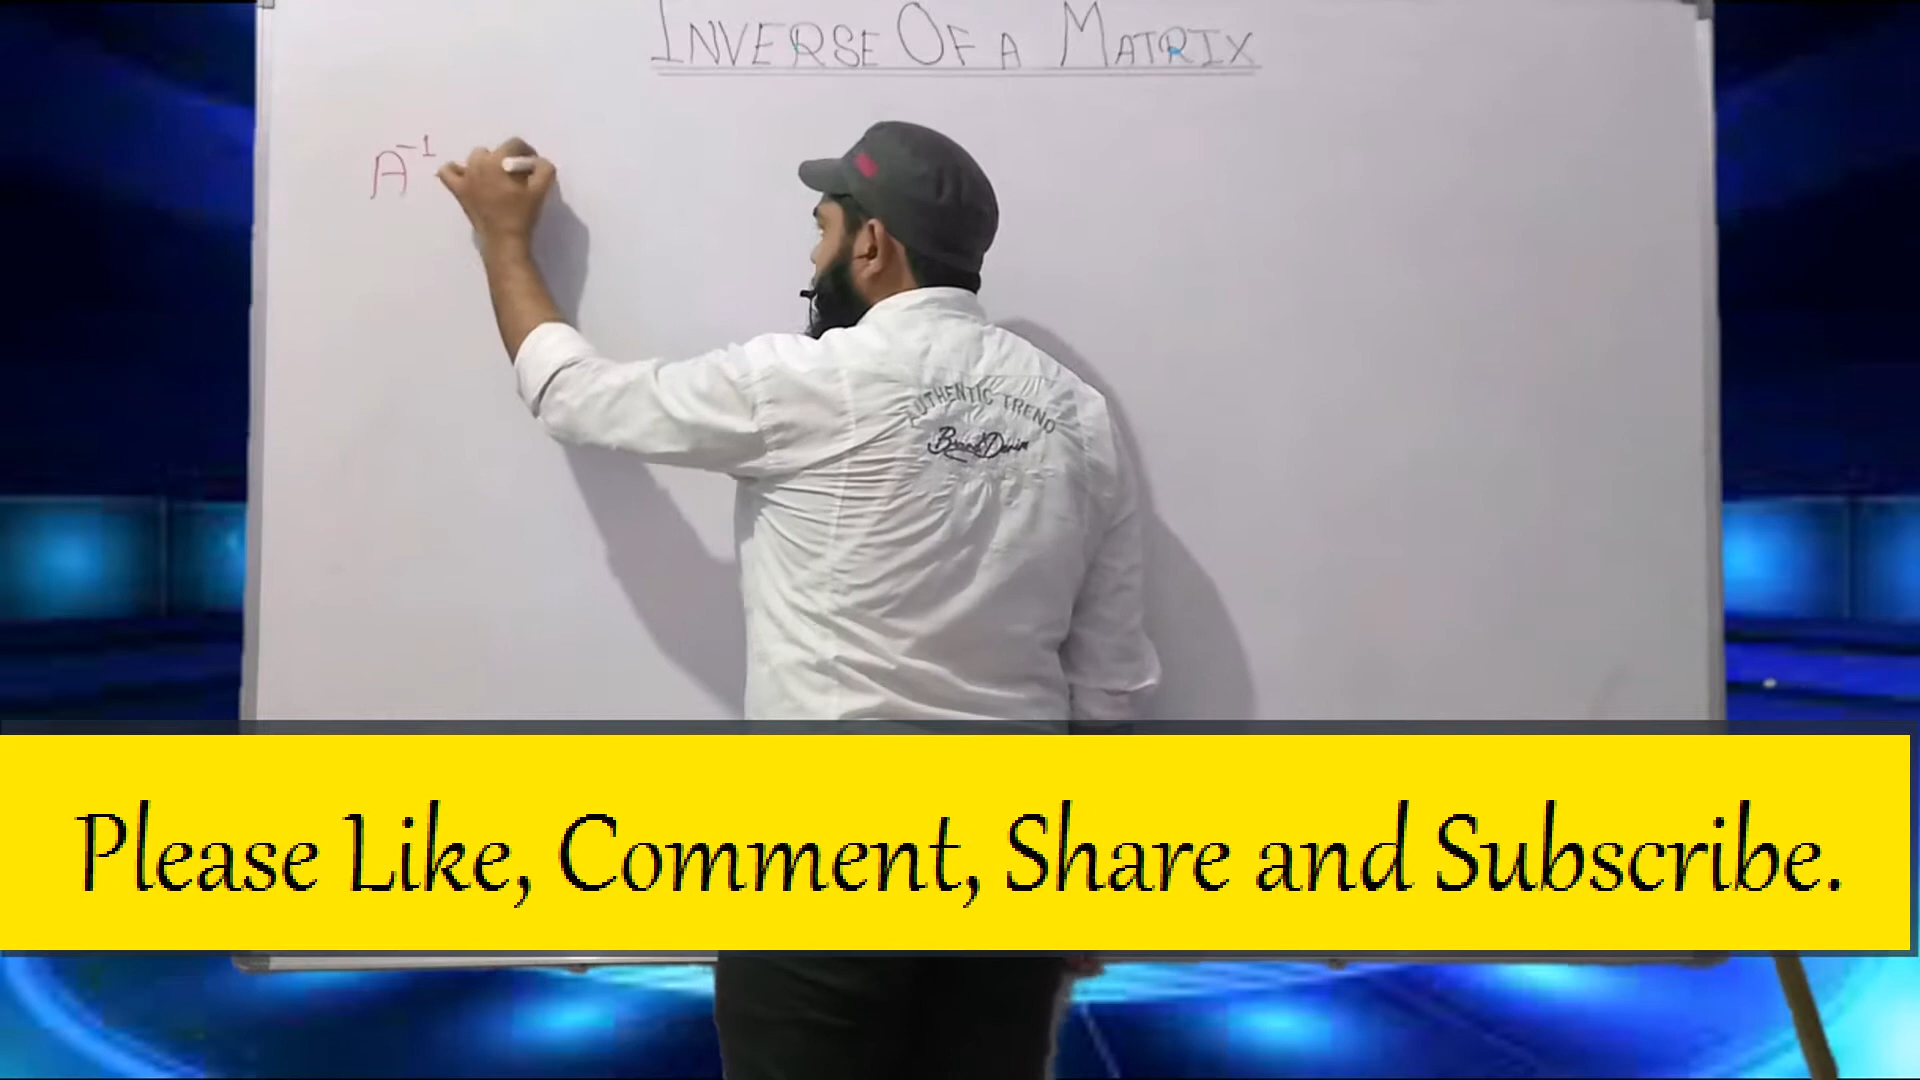 INVERSE OF A MATRIX
A⁻¹
AUTHENTIC TREND
Please Like, Comment, Share and Subscribe.